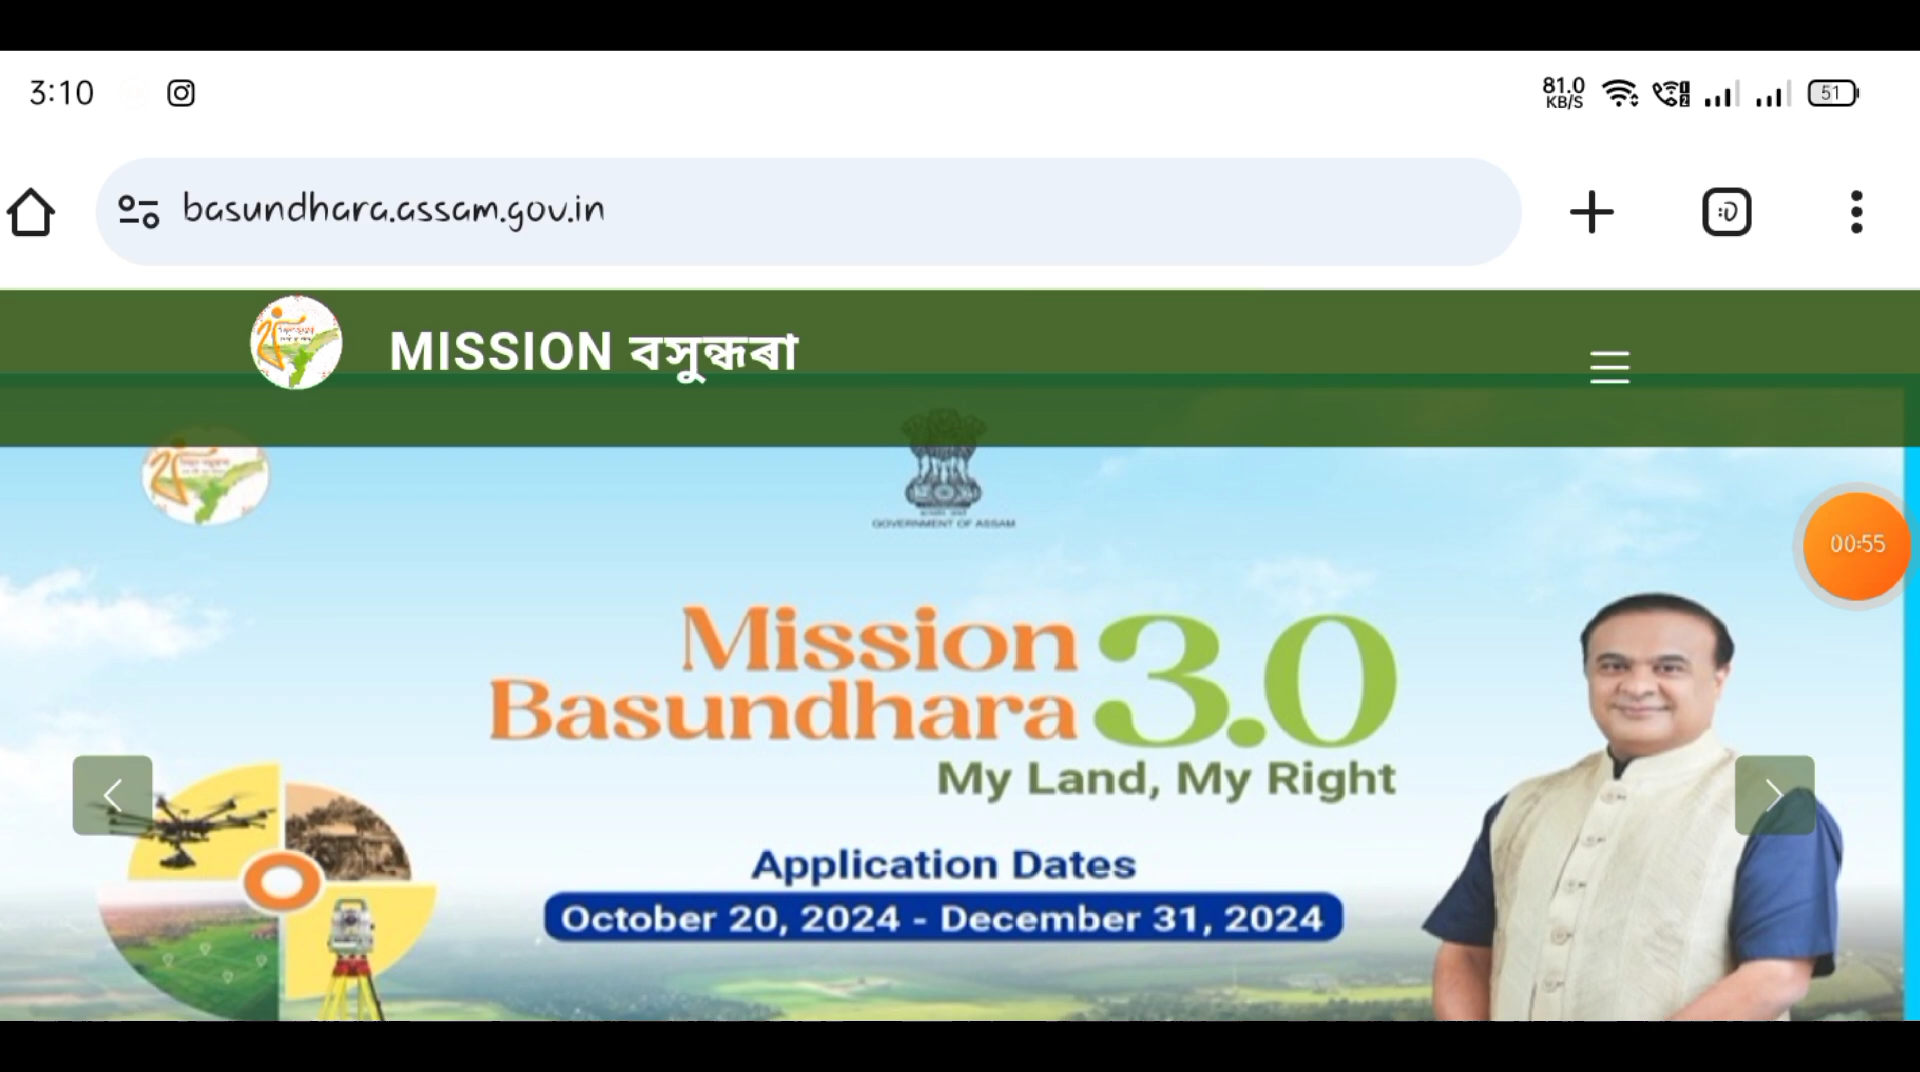 3:10
81.0
KB/S
51
basundhara.assam.gov.in
:D
MISSION বসুন্ধৰা
GOVERNMENT OF ASSAM
00:55
Mission
Basundhara 3.0
My Land, My Right
Application Dates
October 20, 2024 - December 31, 2024